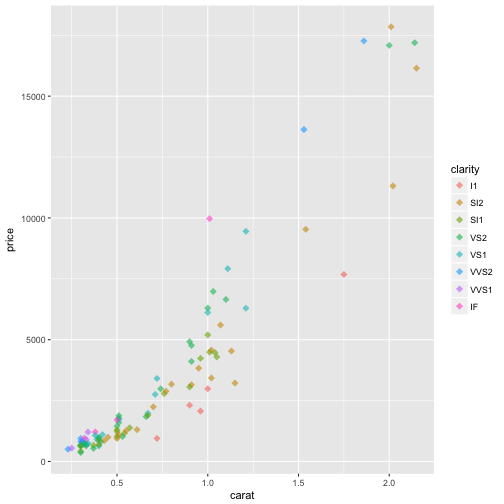 15000
10000
5000
0
price
0.5 1.0 1.5 2.0
carat
clarity
I1
SI2
SI1
VS2
VS1
VVS2
VVS1
IF